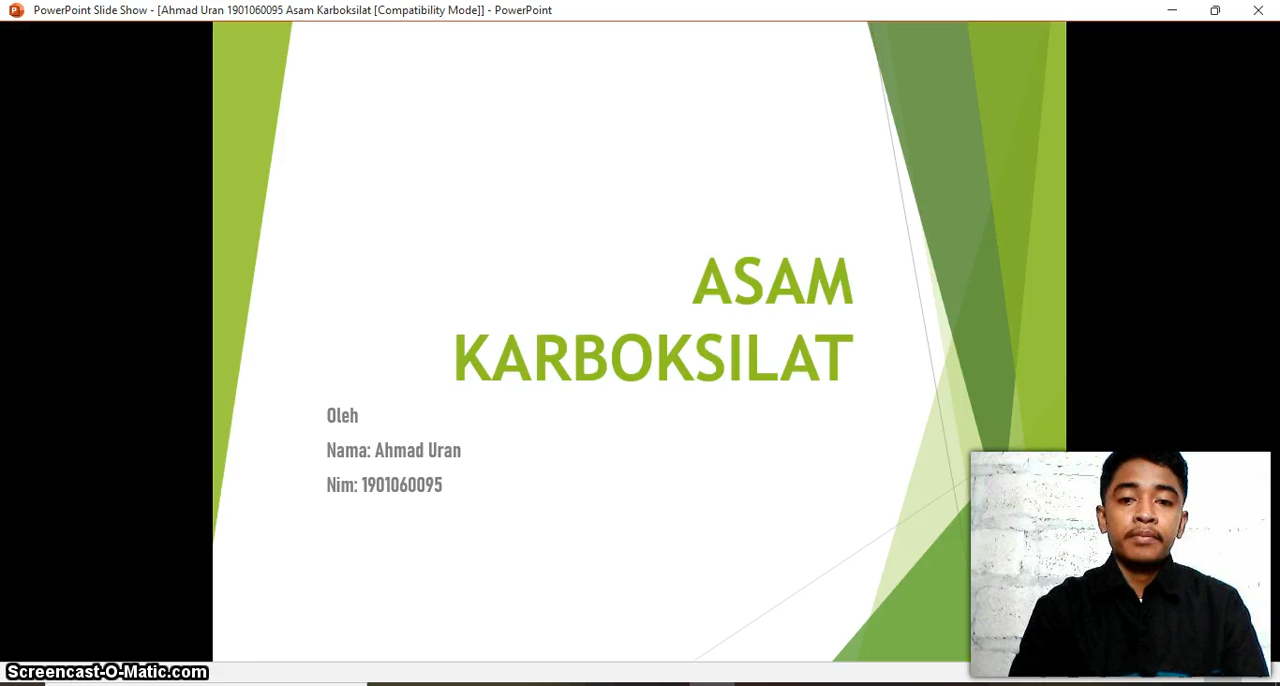 PowerPoint Slide Show - [Ahmad Uran 1901060095 Asam Karboksilat [Compatibility Mode]] - PowerPoint
ASAM
KARBOKSILAT
Oleh
Nama: Ahmad Uran
Nim: 1901060095
Screencast-O-Matic.com